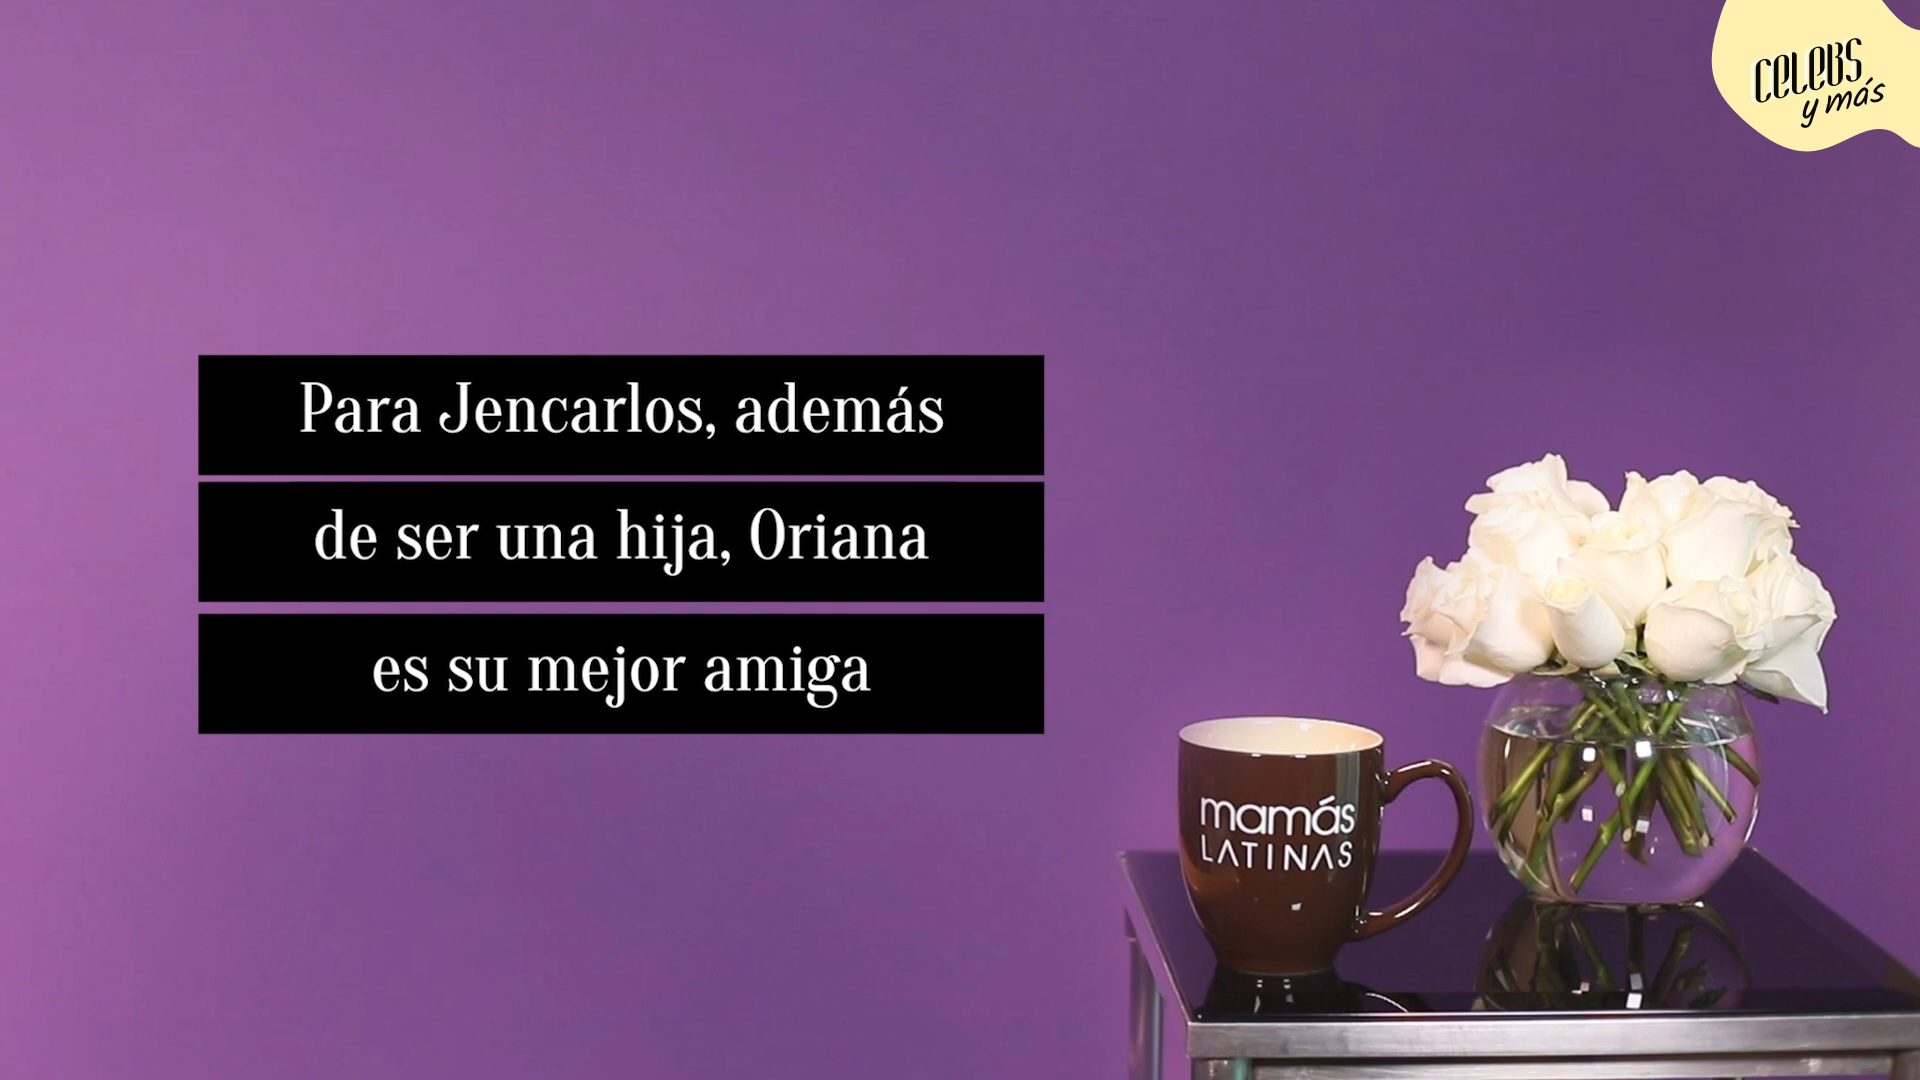 CELEBS
y más
Para Jencarlos, además
de ser una hija, Oriana
es su mejor amiga
mamás
LATINAS